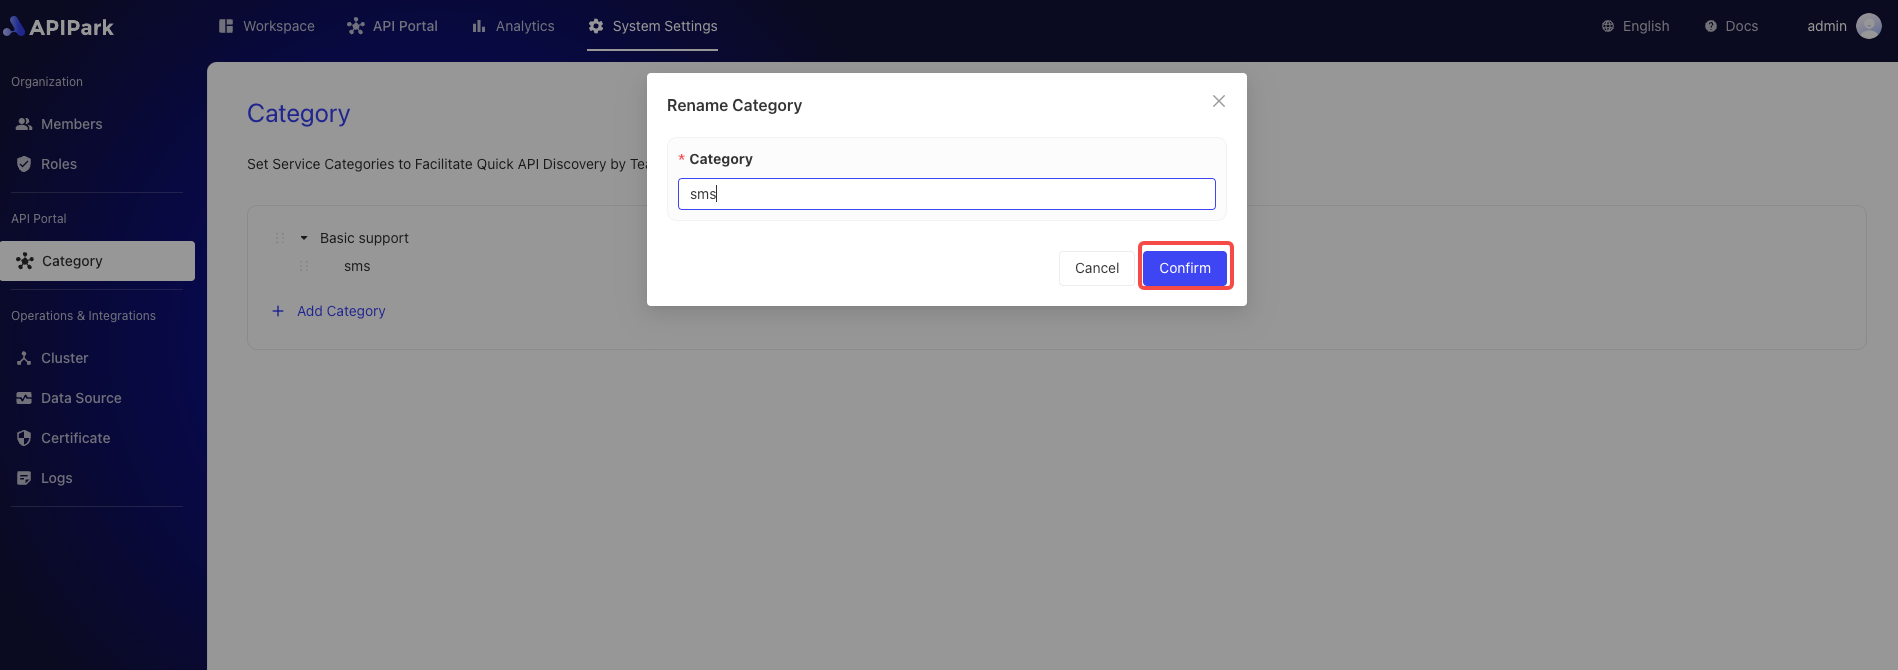 APIPark
Workspace
API Portal
Analytics
System Settings
English
Docs
admin
Organization
Members
Roles
API Portal
Category
Operations & Integrations
Cluster
Data Source
Certificate
Logs
Category
Set Service Categories to Facilitate Quick API Discovery by
Basic support
sms
Add Category
Rename Category
* Category
sms
Cancel
Confirm